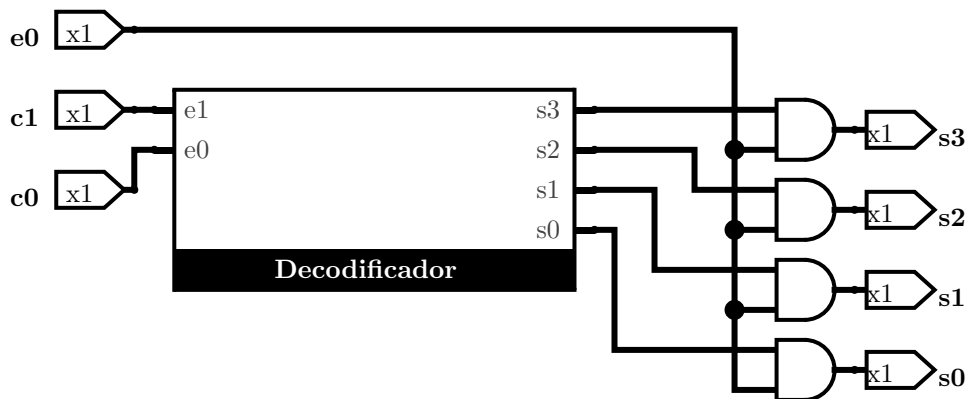 e0 x1
c1 x1 e1 s3 x1 s3
e0 s2
c0 x1 s1 x1 s2
s0
Decodificador x1 s1
x1 s0